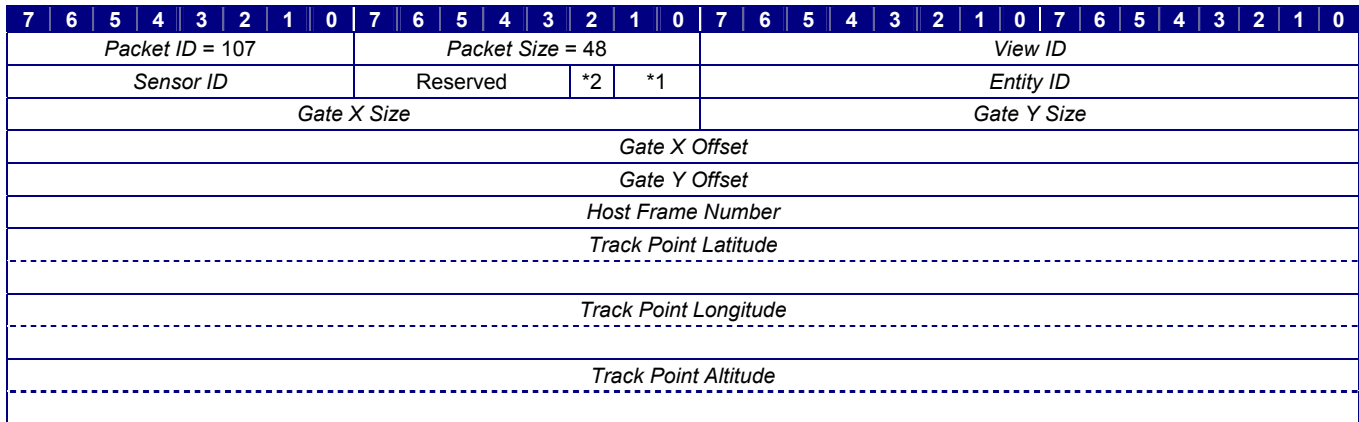 7 6 5 4 3 2 1 0 7 6 5 4 3 2 1 0 7 6 5 4 3 2 1 0 7 6 5 4 3 2 1 0
Packet ID = 107 Packet Size = 48 View ID
Sensor ID Reserved *2 *1 Entity ID
Gate X Size Gate Y Size
Gate X Offset
Gate Y Offset
Host Frame Number
Track Point Latitude
Track Point Longitude
Track Point Altitude